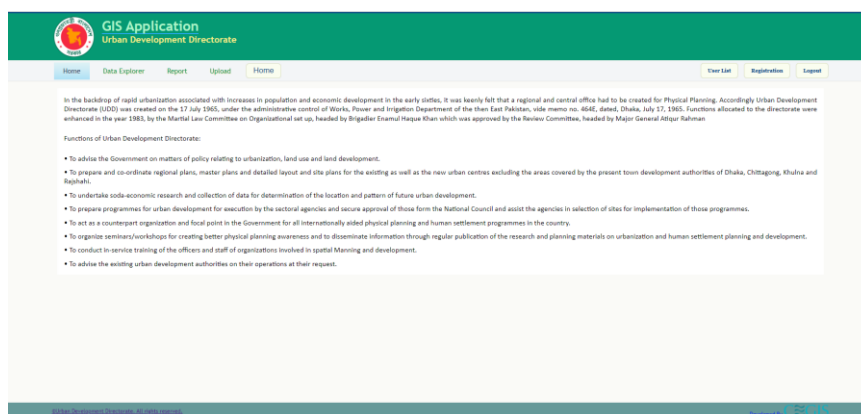 GIS Application
Urban Development Directorate
Home Data Explorer Report Upload Home User List Registration Logout
In the backdrop of rapid urbanization associated with increases in population and economic development in the early sixties, it was keenly felt that a regional and central office had to be created for Physical Planning. Accordingly Urban Development
Directorate (UDD) was created on the 17 July 1965, under the administrative control of Works, Power and Irrigation Department of the then East Pakistan, vide memo no. 464E, dated, Dhaka, July 17, 1965. Functions allocated to the directorate were
enhanced in the year 1983, by the Martial Law Committee on Organizational set up, headed by Brigadier Enamul Haque Khan which was approved by the Review Committee, headed by Major General Atiqur Rahman
Functions of Urban Development Directorate:
• To advise the Government on matters of policy relating to urbanization, land use and land development.
• To prepare and co-ordinate regional plans, master plans and detailed layout and site plans for the existing as well as the new urban centres excluding the areas covered by the present town development authorities of Dhaka, Chittagong, Khulna and
Rajshahi.
• To undertake soda-economic research and collection of data for determination of the location and pattern of future urban development.
• To prepare programmes for urban development for execution by the sectoral agencies and secure approval of those form the National Council and assist the agencies in selection of sites for implementation of those programmes.
• To act as a counterpart organization and focal point in the Government for all internationally aided physical planning and human settlement programmes in the country.
• To organize seminars/workshops for creating better physical planning awareness and to disseminate information through regular publication of the research and planning materials on urbanization and human settlement planning and development.
• To conduct in-service training of the officers and staff of organizations involved in spatial Manning and development.
• To advise the existing urban development authorities on their operations at their request.
©Urban Development Directorate. All rights reserved.